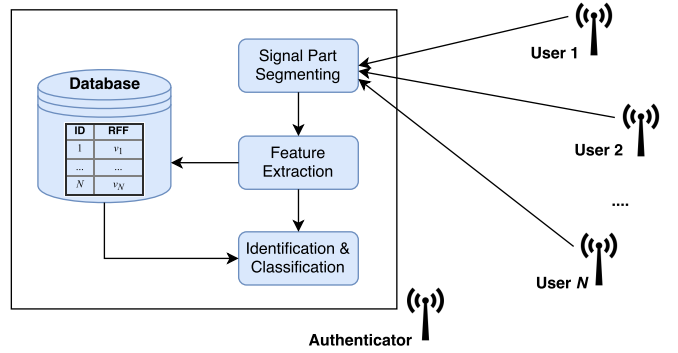 Signal Part
Segmenting
User 1
Database
ID RFF
1 v1
... ...
N vN
Feature
Extraction
User 2
....
Identification &
Classification
User N
Authenticator